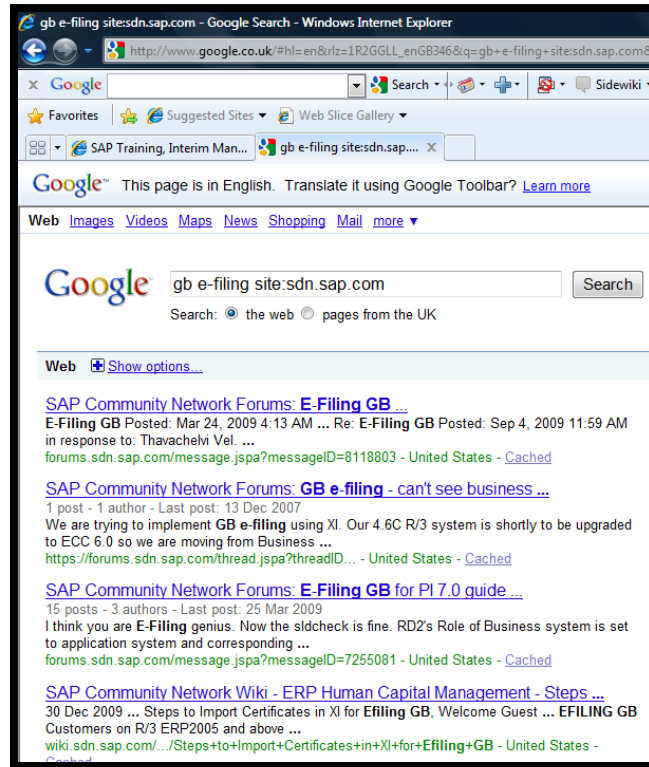 gb e-filing site:sdn.sap.com - Google Search - Windows Internet Explorer
http://www.google.co.uk/#hl=en&rlz=1R2GGLL_enGB346&q=gb+e-filing+site:sdn.sap.com&
x Google Search Sidewiki
Favorites Suggested Sites Web Slice Gallery
SAP Training, Interim Man... gb e-filing site:sdn.sap.... X
Google This page is in English. Translate it using Google Toolbar? Learn more
Web Images Videos Maps News Shopping Mail more ▼
Google gb e-filing site:sdn.sap.com Search
Search: the web pages from the UK
Web Show options...
SAP Community Network Forums: E-Filing GB ...
E-Filing GB Posted: Mar 24, 2009 4:13 AM ... Re: E-Filing GB Posted: Sep 4, 2009 11:59 AM
in response to: Thavachelvi Vel. ...
forums.sdn.sap.com/message.jspa?messageID=8118803 - United States - Cached
SAP Community Network Forums: GB e-filing - can't see business ...
1 post - 1 author - Last post: 13 Dec 2007
We are trying to implement GB e-filing using XI. Our 4.6C R/3 system is shortly to be upgraded
to ECC 6.0 so we are moving from Business ...
https://forums.sdn.sap.com/thread.jspa?threadID... - United States - Cached
SAP Community Network Forums: E-Filing GB for PI 7.0 guide ...
15 posts - 3 authors - Last post: 25 Mar 2009
I think you are E-Filing genius. Now the sldcheck is fine. RD2's Role of Business system is set
to application system and corresponding ...
forums.sdn.sap.com/message.jspa?messageID=7255081 - United States - Cached
SAP Community Network Wiki - ERP Human Capital Management - Steps ...
30 Dec 2009 ... Steps to Import Certificates in XI for Efiling GB, Welcome Guest ... EFILING GB
Customers on R/3 ERP2005 and above ...
wiki.sdn.sap.com/.../Steps+to+Import+Certificates+in+XI+for+Efiling+GB - United States -
Cached